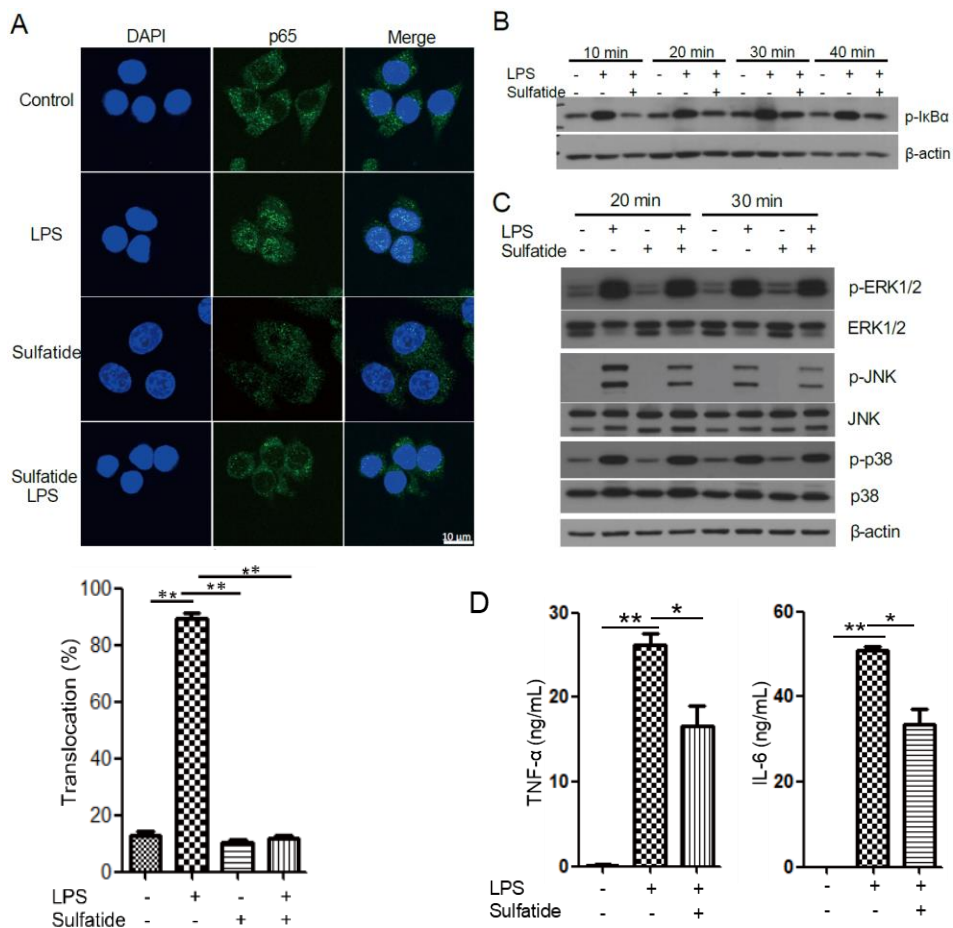 A
DAPI p65 Merge
Control
LPS
Sulfatide
Sulfatide
LPS
10 µm
B
10 min 20 min 30 min 40 min
LPS - + + - + + - + + - + +
Sulfatide - - + - - + - - + - - +
p-IκBα
β-actin
C
20 min 30 min
LPS - + - + - + - +
Sulfatide - - + + - - + +
p-ERK1/2
ERK1/2
p-JNK
JNK
p-p38
p38
β-actin
** ** **
Translocation (%)
100
80
60
40
20
0
LPS - + - +
Sulfatide - - + +
D
** *
TNF-α (ng/mL)
30
20
10
0
LPS - + +
Sulfatide - - +
** *
IL-6 (ng/mL)
60
40
20
0
- + +
- - +